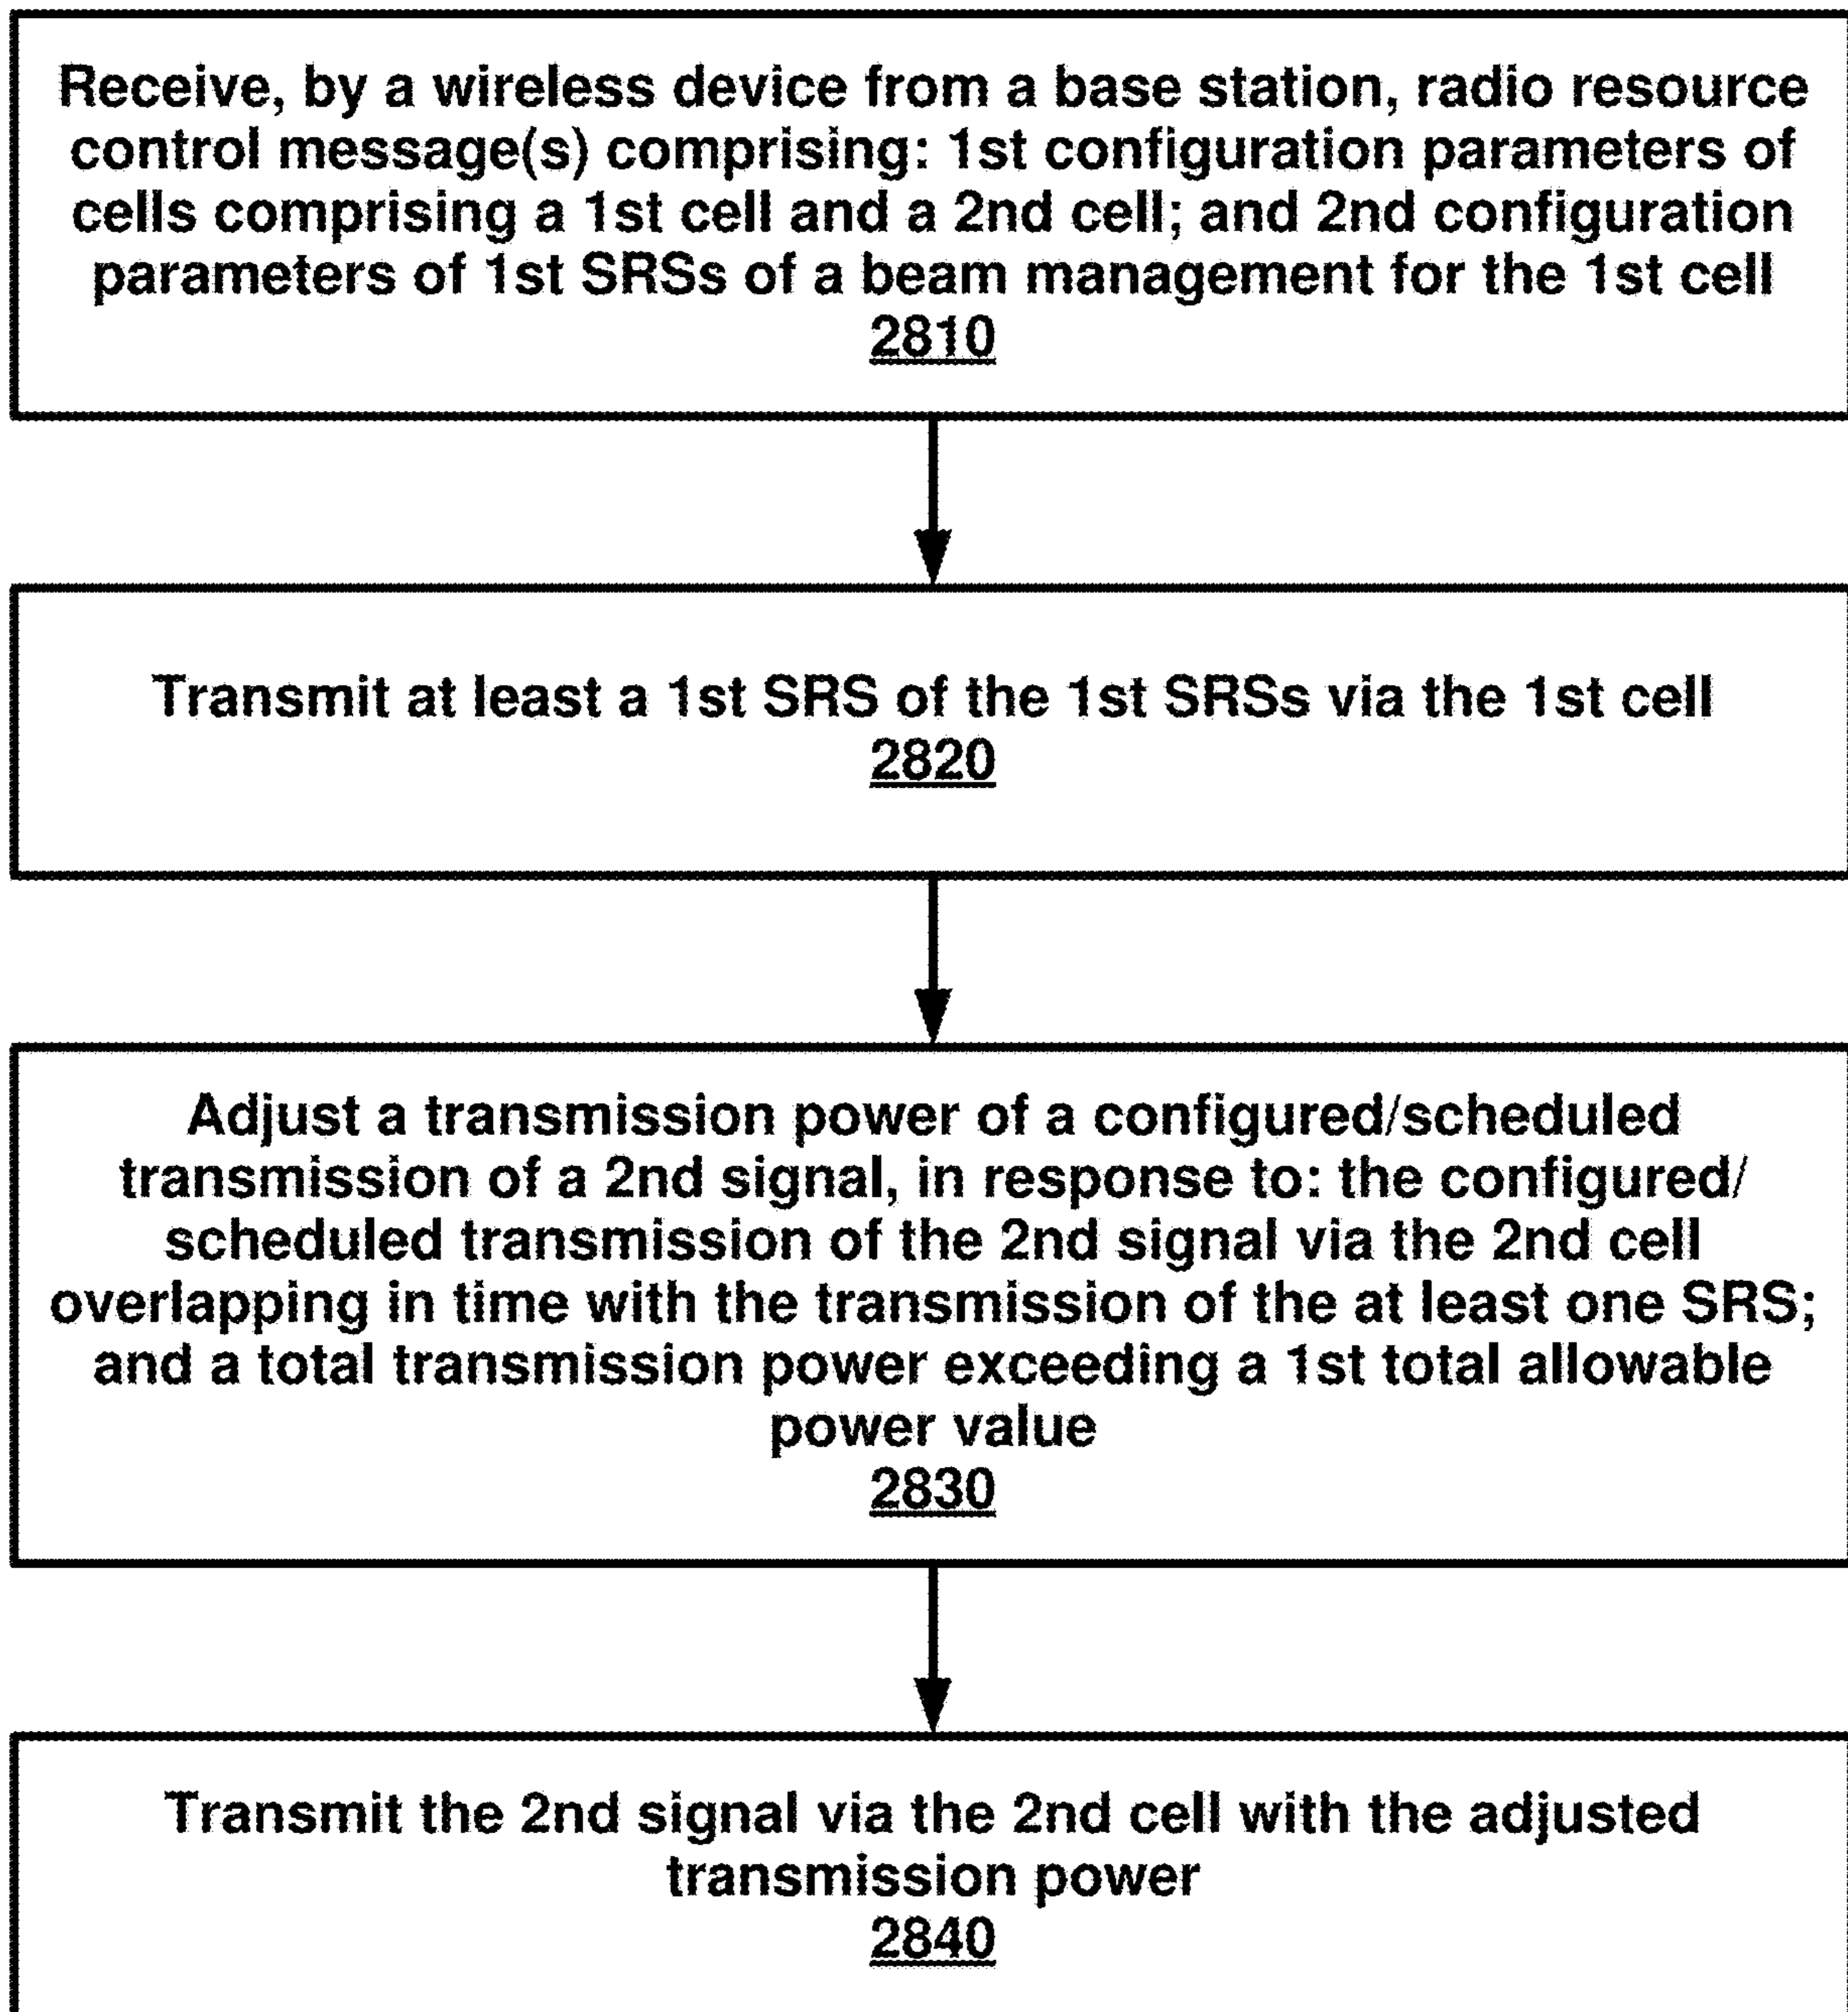 Receive, by a wireless device from a base station, radio resource
control message(s) comprising: 1st configuration parameters of
cells comprising a 1st cell and a 2nd cell; and 2nd configuration
parameters of 1st SRSs of a beam management for the 1st cell
2810
Transmit at least a 1st SRS of the 1st SRSs via the 1st cell
2820
Adjust a transmission power of a configured/scheduled
transmission of a 2nd signal, in response to: the configured/
scheduled transmission of the 2nd signal via the 2nd cell
overlapping in time with the transmission of the at least one SRS;
and a total transmission power exceeding a 1st total allowable
power value
2830
Transmit the 2nd signal via the 2nd cell with the adjusted
transmission power
2840